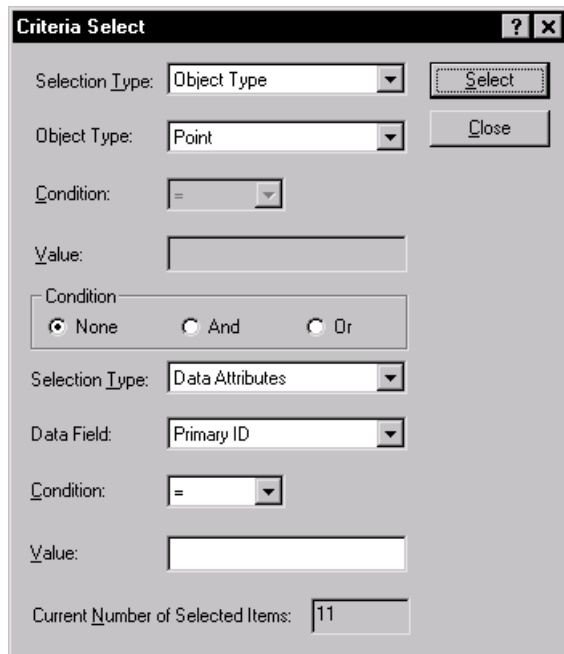 Criteria Select
Selection Type: Object Type Select
Object Type: Point Close
Condition: =
Value:
Condition
None And Or
Selection Type: Data Attributes
Data Field: Primary ID
Condition: =
Value:
Current Number of Selected Items: 11